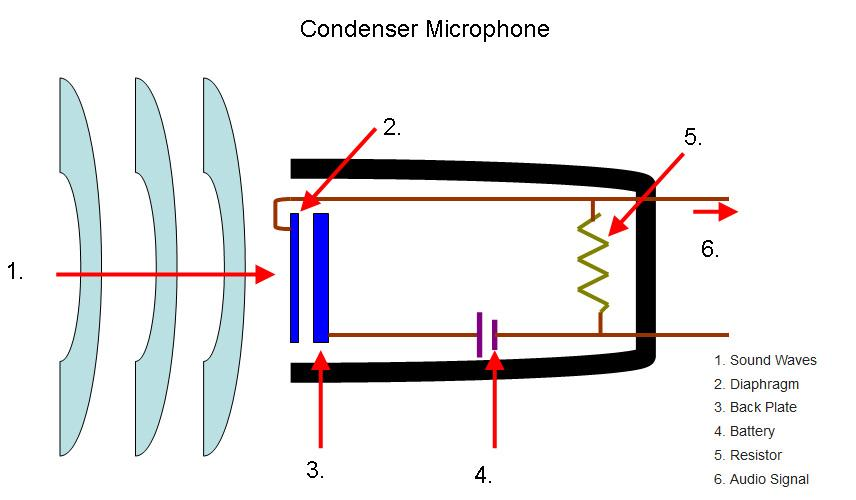 Condenser Microphone
2.
5.
1.
6.
3.
4.
1. Sound Waves
2. Diaphragm
3. Back Plate
4. Battery
5. Resistor
6. Audio Signal